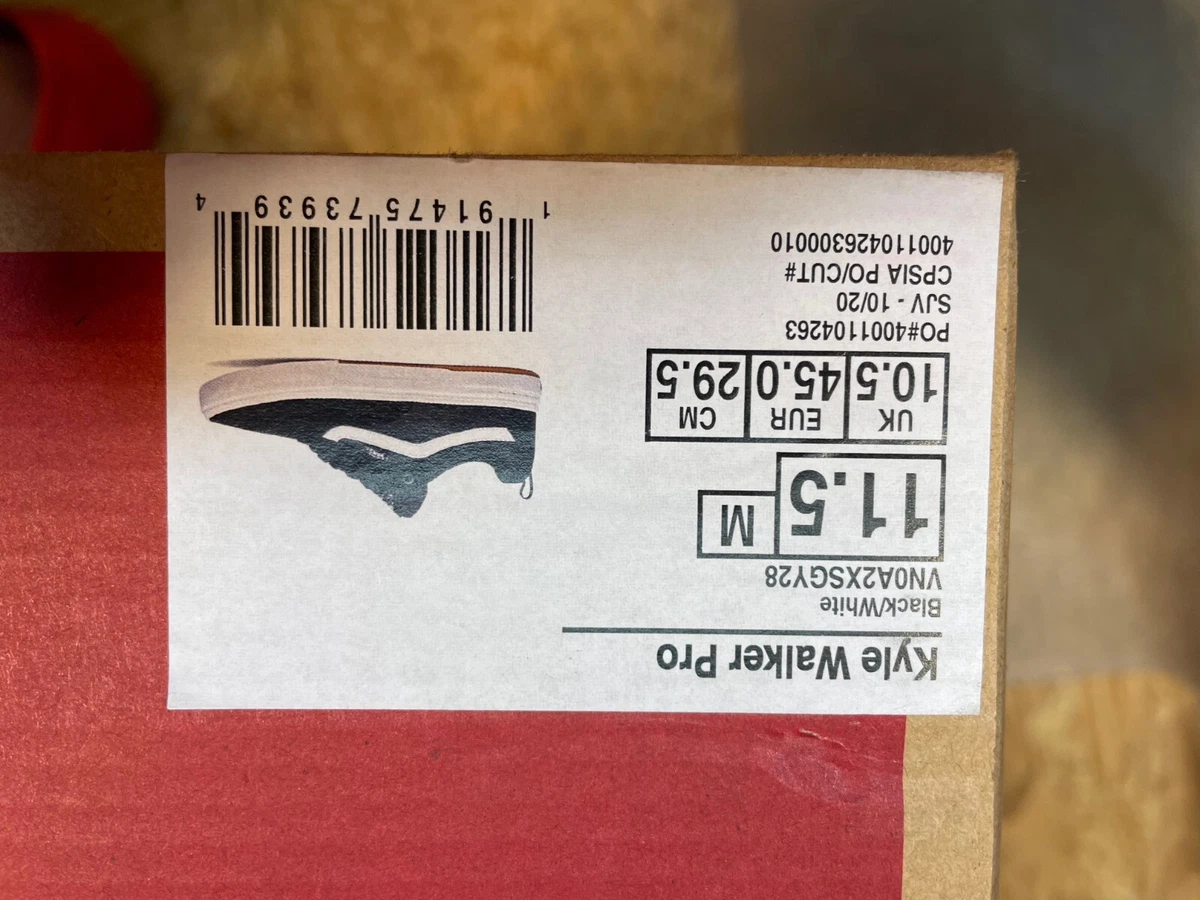 Kyle Walker Pro
Black/White
VN0A2XSGY28
11.5 M
UK EUR CM
10.5 45.0 29.5
PO#4001104263
SJV - 10/20
CPSIA PO/CUT#
400110426300010
1 91475 73939 4